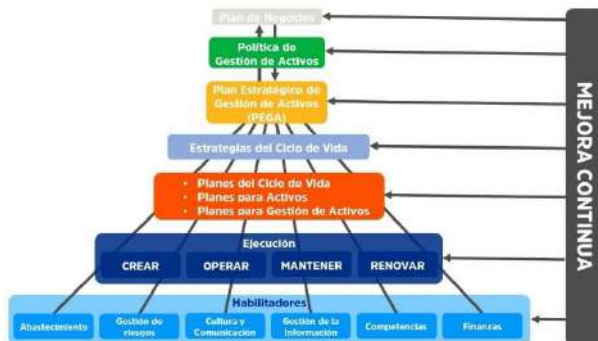 Plan de Negocios
Política de
Gestión de Activos
Plan Estratégico de
Gestión de Activos
(PEGA)
Estrategias del Ciclo de Vida
• Planes del Ciclo de Vida
• Planes para Activos
• Planes para Gestión de Activos
Ejecución
CREAR
OPERAR
MANTENER
RENOVAR
Habilitadores
Abastecimiento
Gestión de
riesgos
Cultura y
Comunicación
Gestión de la
Información
Competencias
Finanzas
MEJORA CONTINUA